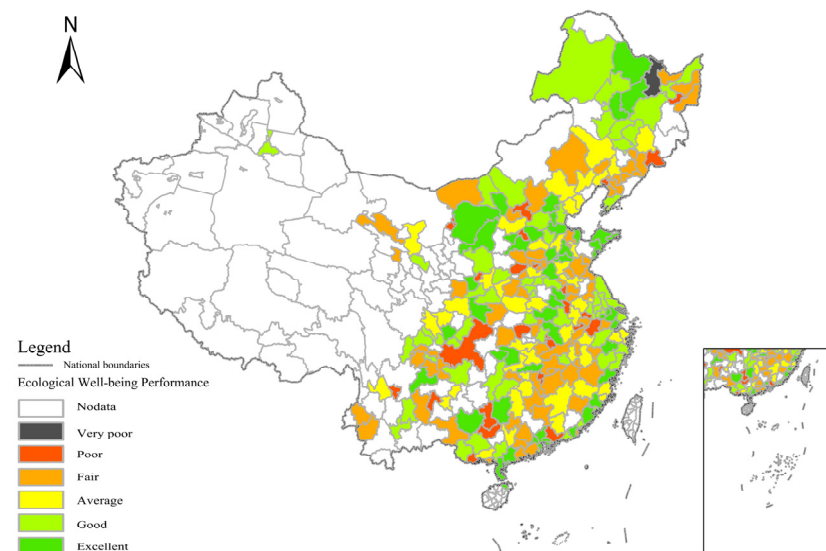 N
Legend
National boundaries
Ecological Well-being Performance
Nodata
Very poor
Poor
Fair
Average
Good
Excellent